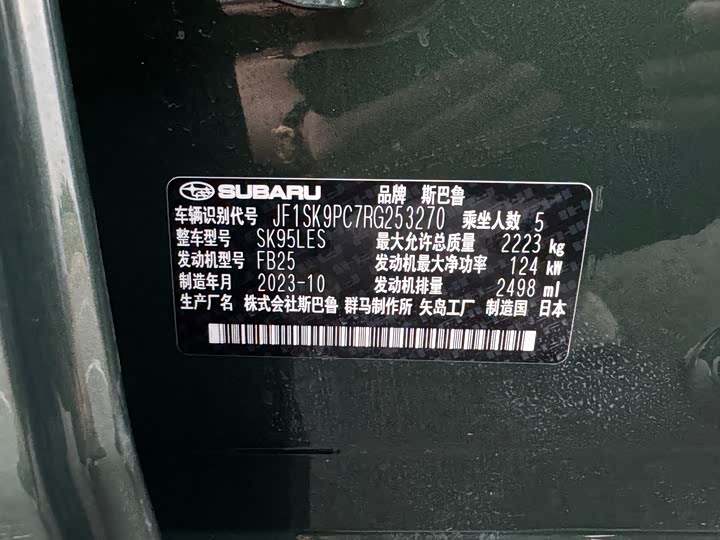 SUBARU 品牌 斯巴鲁
车辆识别代号 JF1SK9PC7RG253270 乘坐人数 5
整车型号 SK95LES 最大允许总质量 2223 kg
发动机型号 FB25 发动机最大净功率 124 kW
制造年月 2023-10 发动机排量 2498 ml
生产厂名 株式会社斯巴鲁 群马制作所 矢岛工厂 制造国 日本